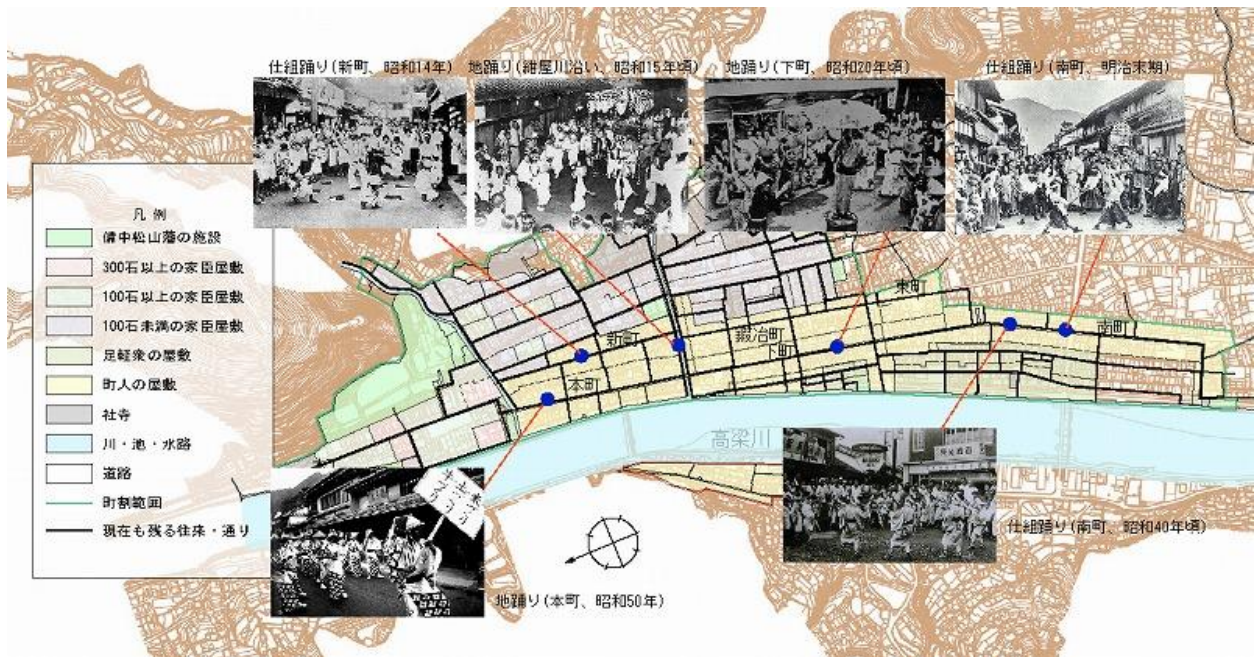 仕組踊り(新町、昭和14年)
地踊り(紺屋川沿い、昭和15年頃)
地踊り(下町、昭和20年頃)
仕組踊り(南町、明治末期)
凡例
備中松山藩の施設
300石以上の家臣屋敷
100石以上の家臣屋敷
100石未満の家臣屋敷
足軽衆の屋敷
町人の屋敷
社寺
川・池・水路
道路
町割範囲
現在も残る往来・通り
東町
新町
鍛冶町
下町
南町
本町
高梁川
仕組踊り(南町、昭和40年頃)
地踊り(本町、昭和50年)